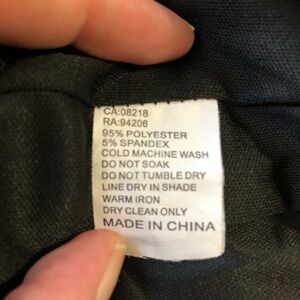 CA:08218
RA:94206
95% POLYESTER
5% SPANDEX
COLD MACHINE WASH
DO NOT SOAK
DO NOT TUMBLE DRY
LINE DRY IN SHADE
WARM IRON
DRY CLEAN ONLY
MADE IN CHINA